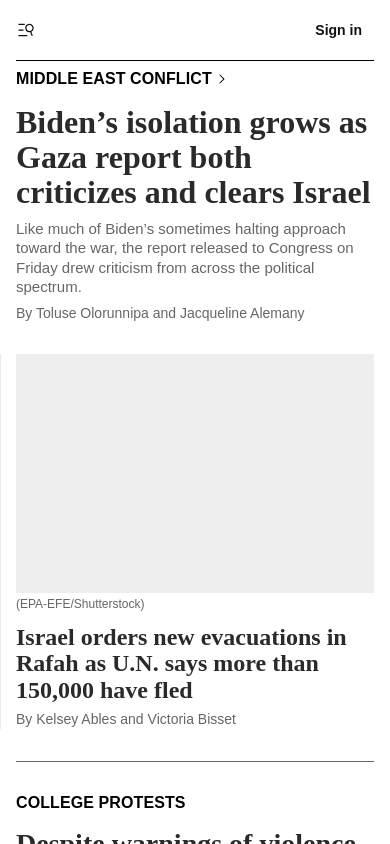 Sign in
MIDDLE EAST CONFLICT
Biden’s isolation grows as
Gaza report both
criticizes and clears Israel
Like much of Biden’s sometimes halting approach
toward the war, the report released to Congress on
Friday drew criticism from across the political
spectrum.
By Toluse Olorunnipa and Jacqueline Alemany
(EPA-EFE/Shutterstock)
Israel orders new evacuations in
Rafah as U.N. says more than
150,000 have fled
By Kelsey Ables and Victoria Bisset
COLLEGE PROTESTS
Despite warnings of violence